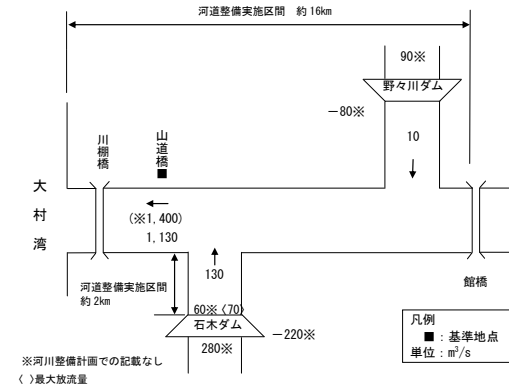 河道整備実施区間 約16km
90※
野々川ダム
−80※
10
川棚橋
山道橋
■
大村湾
(※1,400)
1,130
130
河道整備実施区間
約2km
館橋
60※〈70〉
石木ダム
−220※
280※
凡例
■:基準地点
単位:m³/s
※河川整備計画での記載なし
〈 〉最大放流量